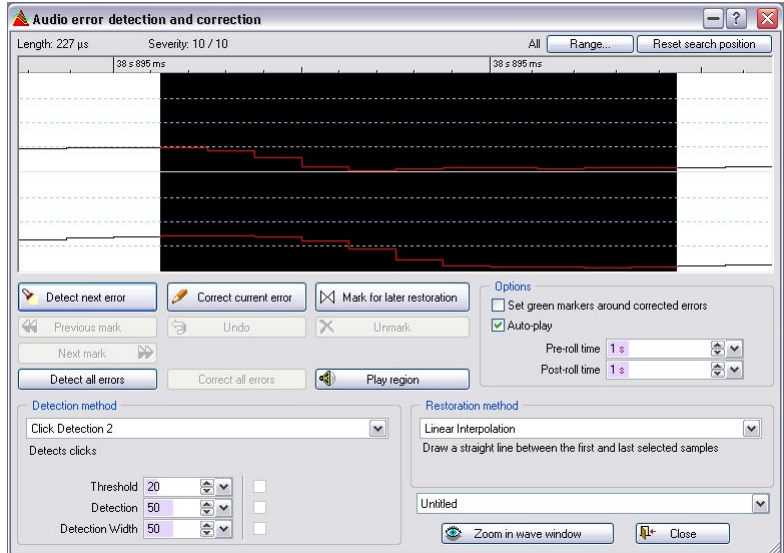 Audio error detection and correction
Length: 227 µs Severity: 10 / 10 All Range... Reset search position
38 s 895 ms 38 s 895 ms
Detect next error Correct current error Mark for later restoration
Previous mark Undo Unmark
Next mark
Detect all errors Correct all errors Play region
Options
Set green markers around corrected errors
Auto-play
Pre-roll time 1 s
Post-roll time 1 s
Detection method
Click Detection 2
Detects clicks
Threshold 20
Detection 50
Detection Width 50
Restoration method
Linear Interpolation
Draw a straight line between the first and last selected samples
Untitled
Zoom in wave window Close